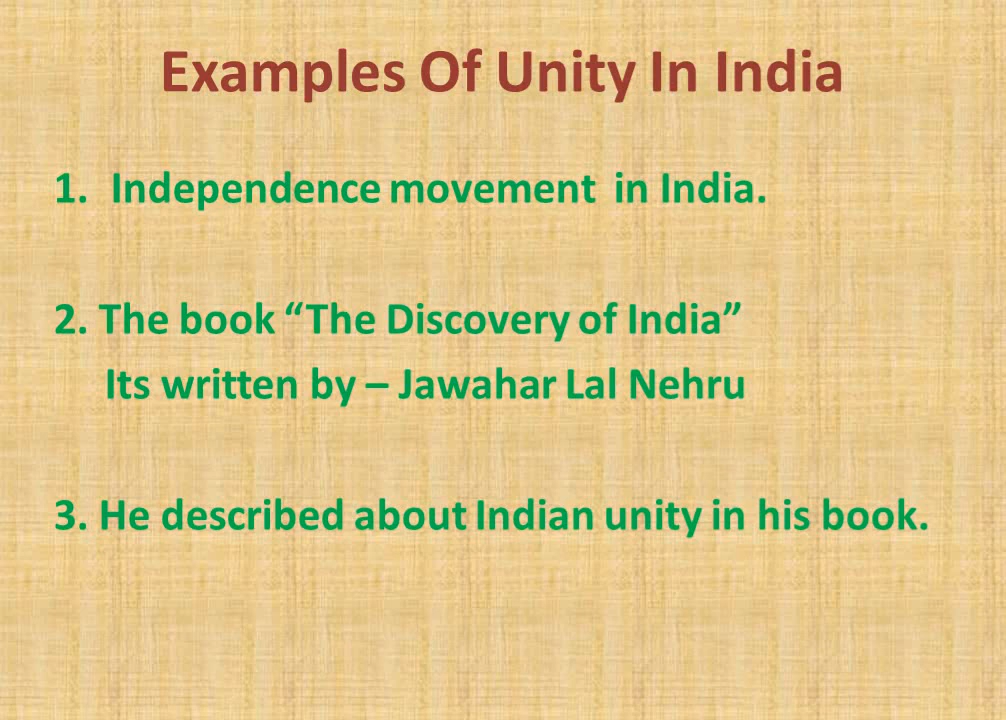 Examples Of Unity In India
1. Independence movement in India.
2. The book “The Discovery of India”
Its written by – Jawahar Lal Nehru
3. He described about Indian unity in his book.